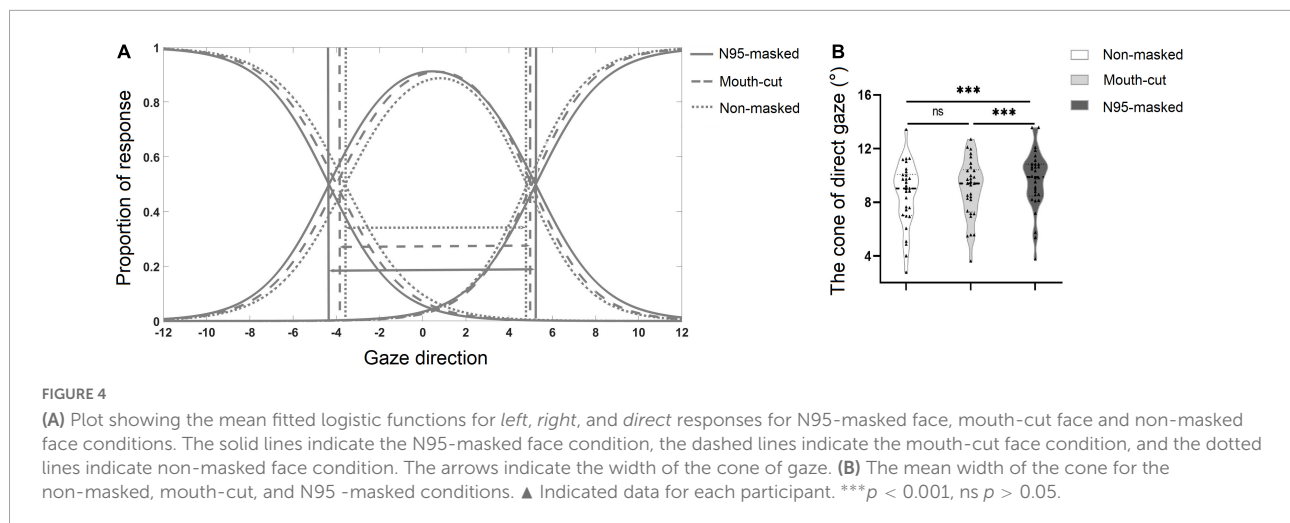 A
Proportion of response
1
0.8
0.6
0.4
0.2
0
-12 -10 -8 -6 -4 -2 0 2 4 6 8 10 12
Gaze direction
N95-masked
Mouth-cut
Non-masked
B
The cone of direct gaze (°)
16
12
8
4
***
ns ***
Non-masked
Mouth-cut
N95-masked
FIGURE 4
(A) Plot showing the mean fitted logistic functions for left, right, and direct responses for N95-masked face, mouth-cut face and non-masked
face conditions. The solid lines indicate the N95-masked face condition, the dashed lines indicate the mouth-cut face condition, and the dotted
lines indicate non-masked face condition. The arrows indicate the width of the cone of gaze. (B) The mean width of the cone for the
non-masked, mouth-cut, and N95 -masked conditions. ▲ Indicated data for each participant. ***p < 0.001, ns p > 0.05.